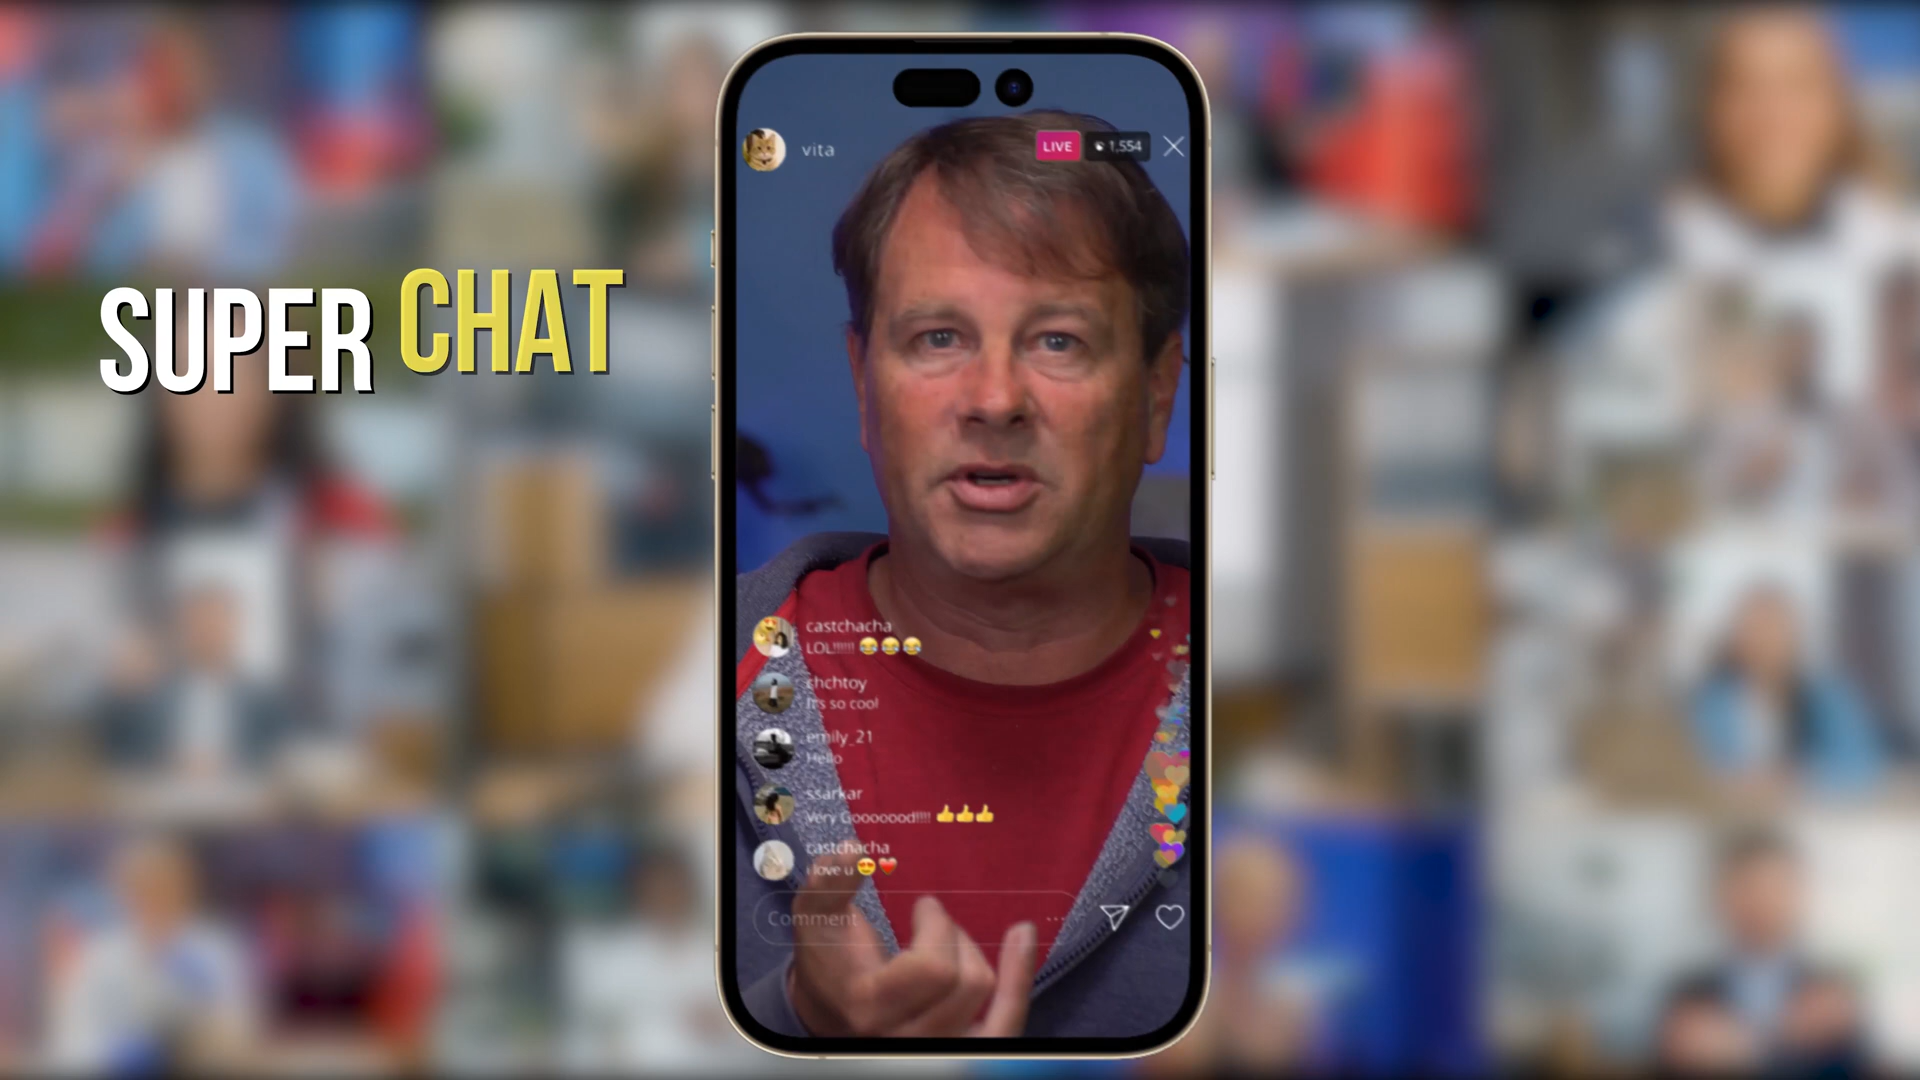 SUPER CHAT
vita
LIVE
1,554
castchacha
LOL!!!!!! 😂😂😂
chchtoy
It's so cool
emily_21
Hello
ssarkar
Very Gooooood!!!! 👍👍👍
castchacha
i love u 😍❤️
Comment